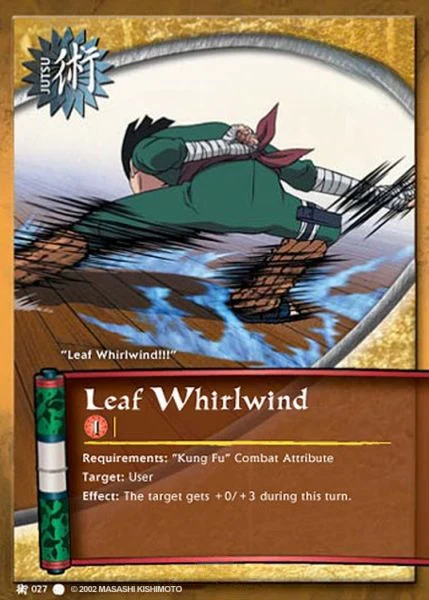 JUTSU
術
"Leaf Whirlwind!!!"
Leaf Whirlwind
1
Requirements: "Kung Fu" Combat Attribute
Target: User
Effect: The target gets +0/+3 during this turn.
術 027 © 2002 MASASHI KISHIMOTO